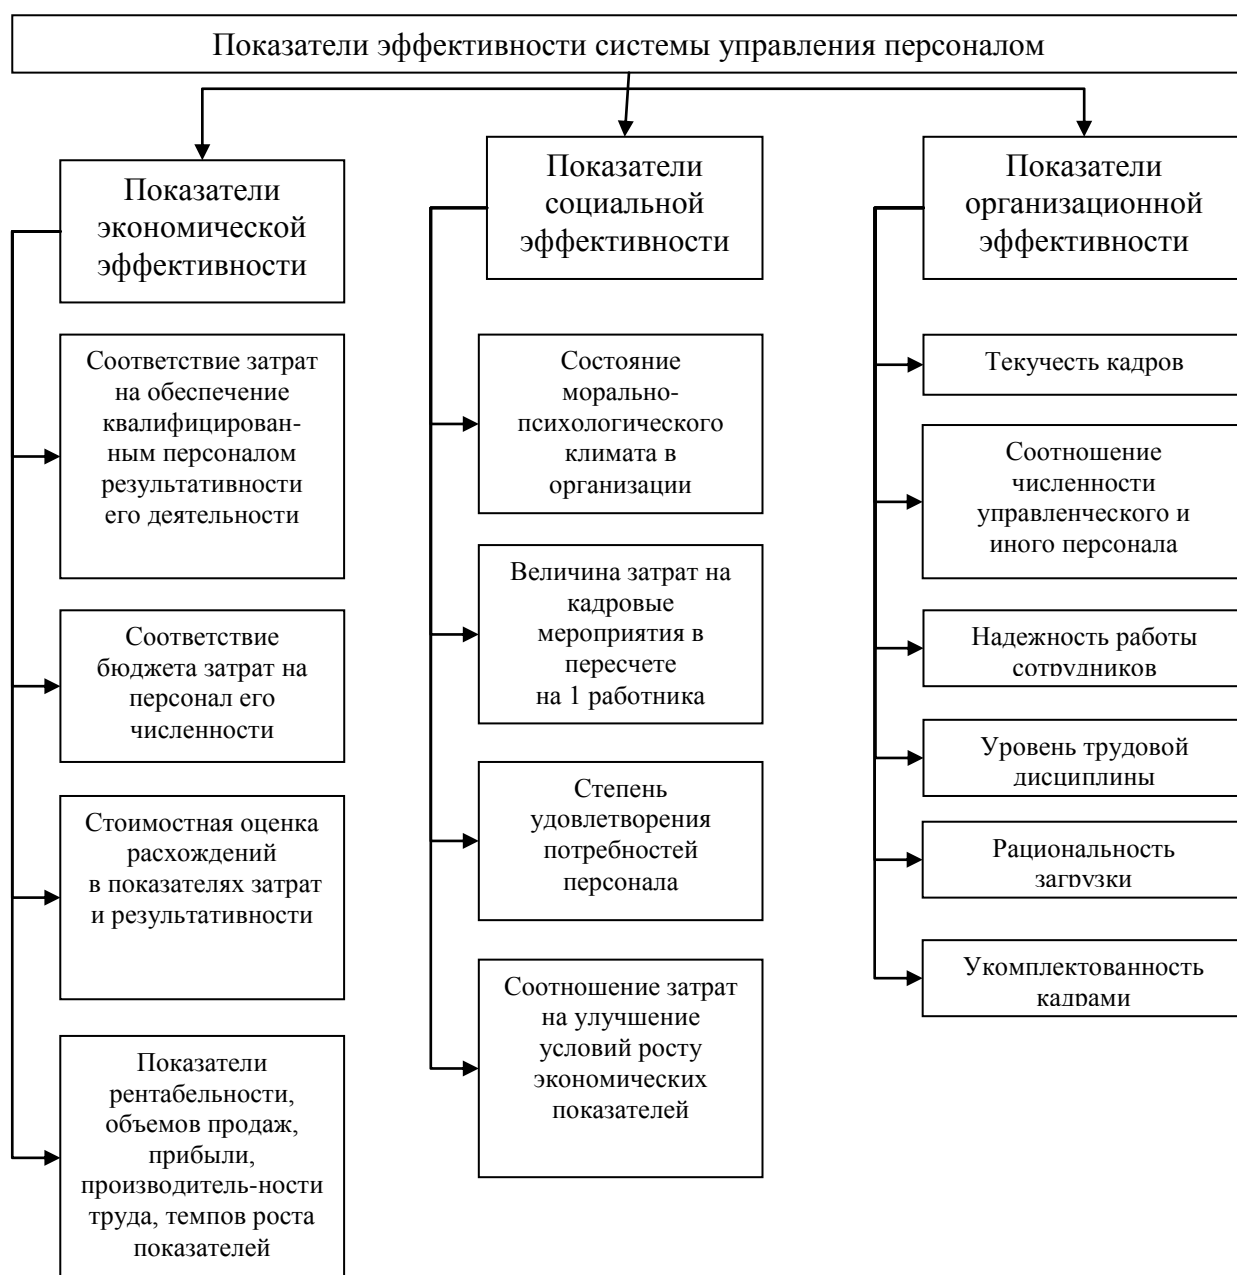 Показатели эффективности системы управления персоналом
Показатели
экономической
эффективности
Соответствие затрат
на обеспечение
квалифицирован-
ным персоналом
результативности
его деятельности
Соответствие
бюджета затрат на
персонал его
численности
Стоимостная оценка
расхождений
в показателях затрат
и результативности
Показатели
рентабельности,
объемов продаж,
прибыли,
производитель-ности
труда, темпов роста
показателей
Показатели
социальной
эффективности
Состояние
морально-
психологического
климата в
организации
Величина затрат на
кадровые
мероприятия в
пересчете
на 1 работника
Степень
удовлетворения
потребностей
персонала
Соотношение затрат
на улучшение
условий росту
экономических
показателей
Показатели
организационной
эффективности
Текучесть кадров
Соотношение
численности
управленческого и
иного персонала
Надежность работы
сотрудников
Уровень трудовой
дисциплины
Рациональность
загрузки
Укомплектованность
кадрами